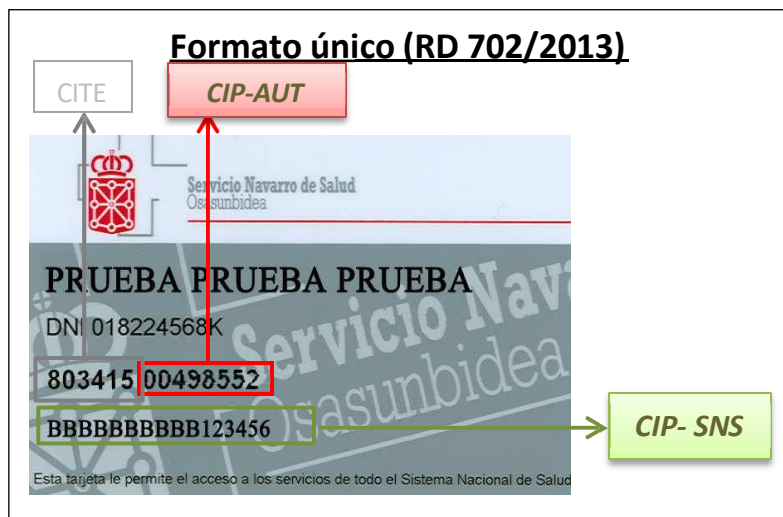 Formato único (RD 702/2013)
CITE
CIP-AUT
Servicio Navarro de Salud
Osasunbidea
PRUEBA PRUEBA PRUEBA
Servicio Nava
DNI 018224568K
803415 00498552
Osasunbidea
BBBBBBBBBB123456
CIP- SNS
Esta tarjeta le permite el acceso a los servicios de todo el Sistema Nacional de Salud